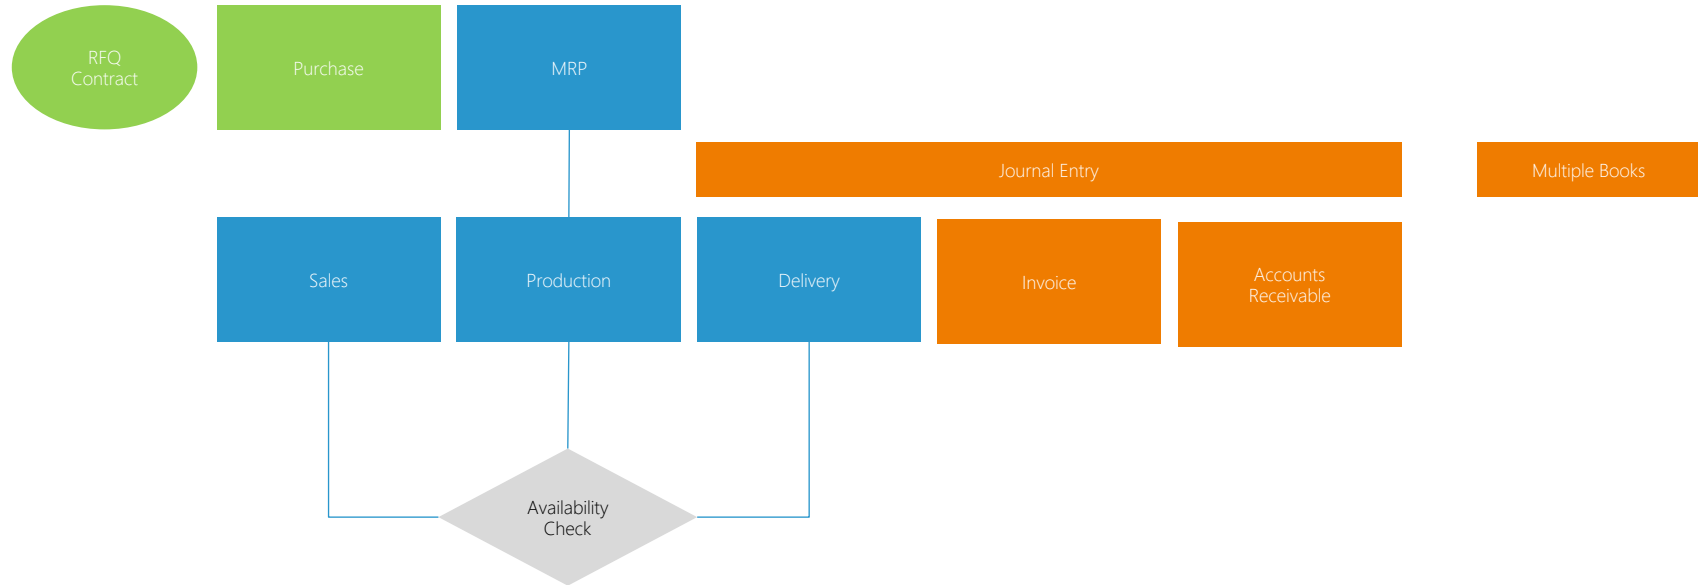 RFQ
Contract
Purchase
MRP
Journal Entry
Multiple Books
Sales
Production
Delivery
Invoice
Accounts
Receivable
Availability
Check